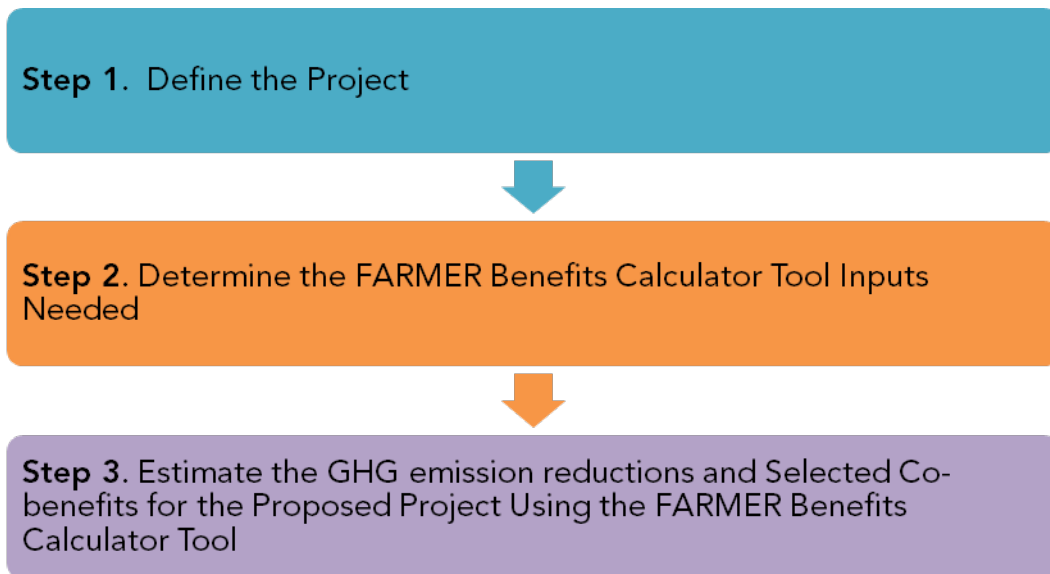 Step 1.  Define the Project
Step 2. Determine the FARMER Benefits Calculator Tool Inputs
Needed
Step 3. Estimate the GHG emission reductions and Selected Co-
benefits for the Proposed Project Using the FARMER Benefits
Calculator Tool